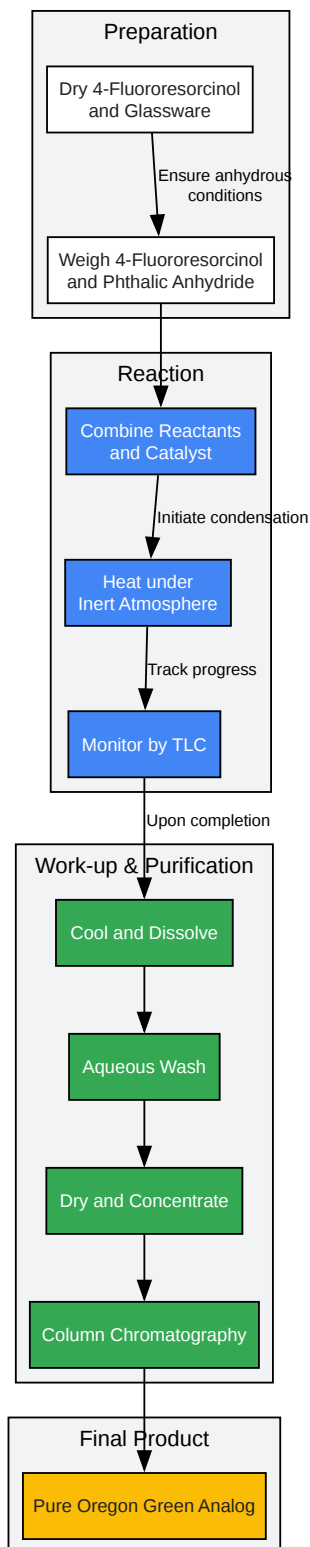 Preparation
Dry 4-Fluororesorcinol
and Glassware
Ensure anhydrous
conditions
Weigh 4-Fluororesorcinol
and Phthalic Anhydride
Reaction
Combine Reactants
and Catalyst
Initiate condensation
Heat under
Inert Atmosphere
Track progress
Monitor by TLC
Upon completion
Work-up & Purification
Cool and Dissolve
Aqueous Wash
Dry and Concentrate
Column Chromatography
Final Product
Pure Oregon Green Analog